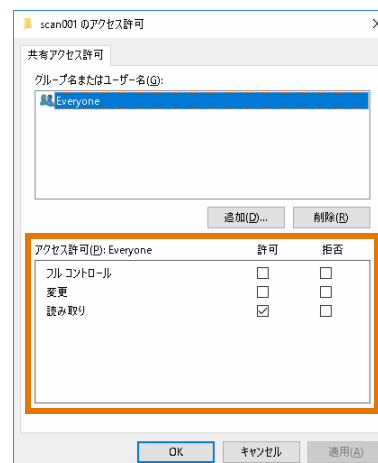 scan001 のアクセス許可
共有アクセス許可
グループ名またはユーザー名(G):
Everyone
追加(D)... 削除(R)
アクセス許可(P): Everyone 許可 拒否
フル コントロール
変更
読み取り
OK キャンセル 適用(A)